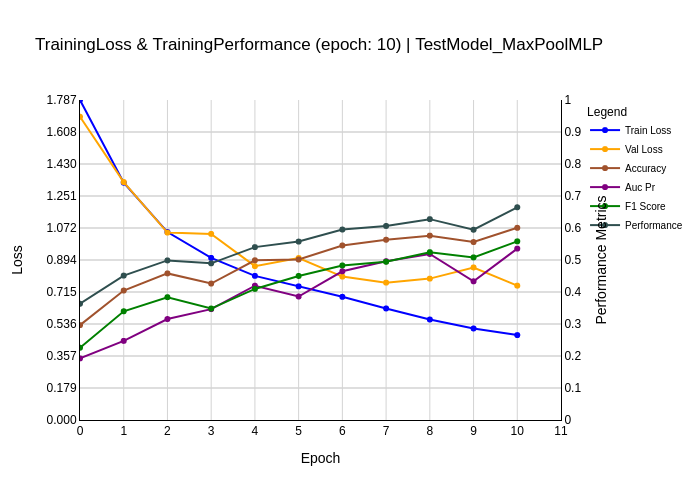 TrainingLoss & TrainingPerformance (epoch: 10) | TestModel_MaxPoolMLP
Loss
1.787
1.608
1.430
1.251
1.072
0.894
0.715
0.536
0.357
0.179
0.000
0 1 2 3 4 5 6 7 8 9 10 11
Epoch
1
0.9
0.8
0.7
0.6
0.5
0.4
0.3
0.2
0.1
0
Performance Metrics
Legend
Train Loss
Val Loss
Accuracy
Auc Pr
F1 Score
Performance